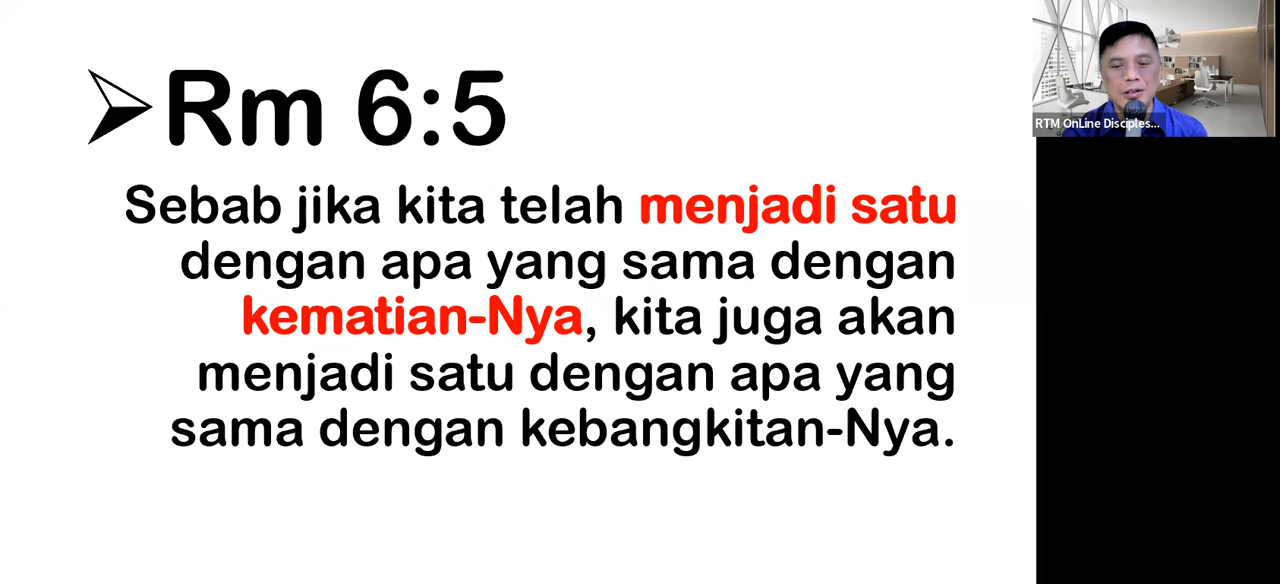 ➢Rm 6:5
Sebab jika kita telah menjadi satu
dengan apa yang sama dengan
kematian-Nya, kita juga akan
menjadi satu dengan apa yang
sama dengan kebangkitan-Nya.
RTM OnLine Disciples...